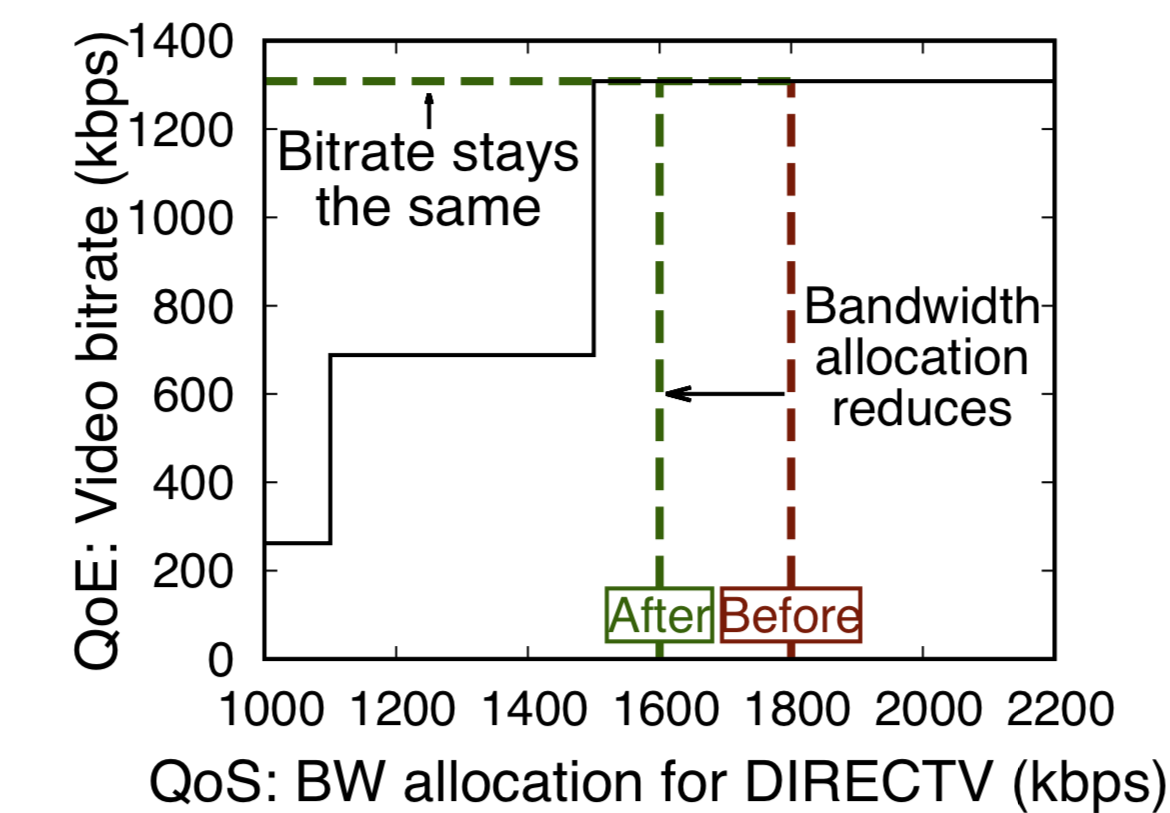 QoE: Video bitrate (kbps)
1400
1200
1000
800
600
400
200
0
Bitrate stays
the same
Bandwidth
allocation
reduces
After
Before
1000 1200 1400 1600 1800 2000 2200
QoS: BW allocation for DIRECTV (kbps)